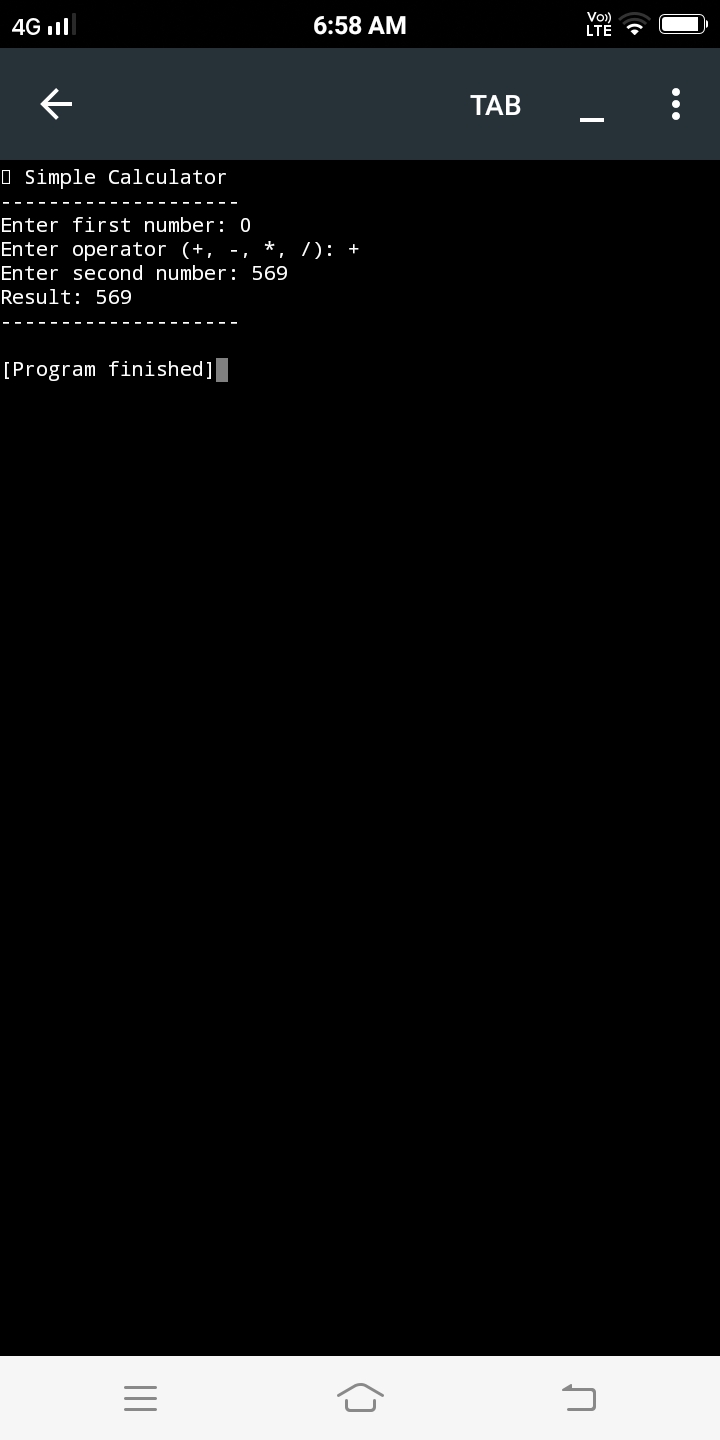 4G 6:58 AM Vo)) LTE
TAB _
▯ Simple Calculator
--------------------
Enter first number: 0
Enter operator (+, -, *, /): +
Enter second number: 569
Result: 569
--------------------
[Program finished]